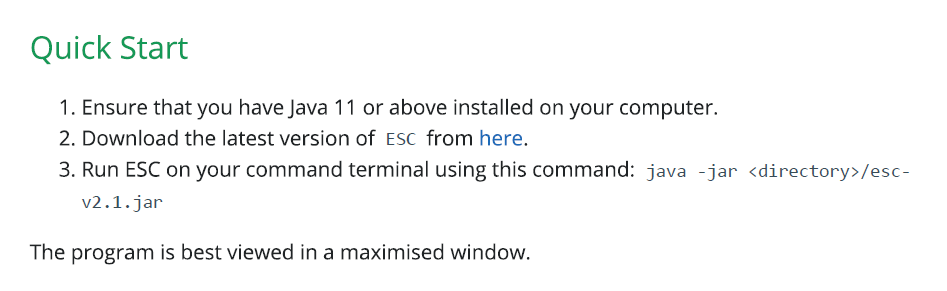 Quick Start
1. Ensure that you have Java 11 or above installed on your computer.
2. Download the latest version of ESC from here.
3. Run ESC on your command terminal using this command: java -jar <directory>/esc-
v2.1.jar
The program is best viewed in a maximised window.